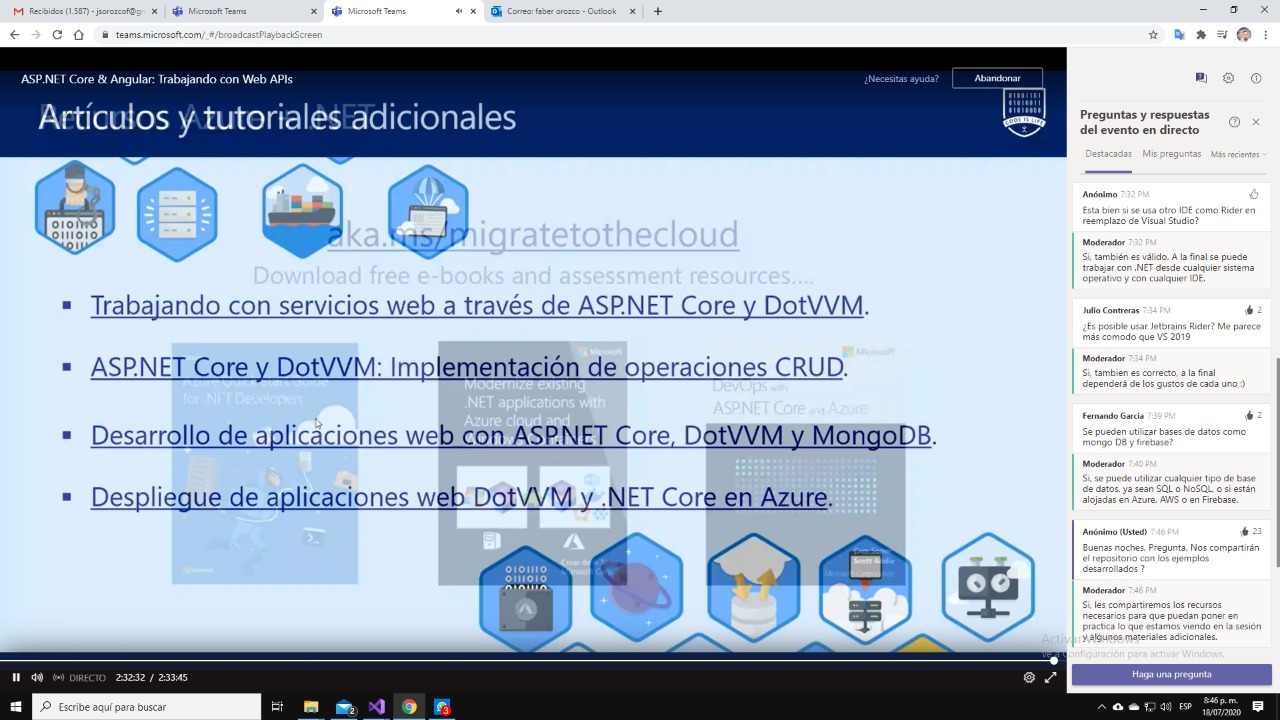 Recibidos (1.587) - jsorozcof@gm
Microsoft Teams
Microsoft Teams
Correo: faber orozco - Outlook
teams.microsoft.com/_#/broadcastPlaybackScreen
ASP.NET Core & Angular: Trabajando con Web APIs
¿Necesitas ayuda?
Abandonar
Artículos y tutoriales adicionales
CODE IS LIFE
aka.ms/migratetothecloud
Download free e-books and assessment resources....
▪ Trabajando con servicios web a través de ASP.NET Core y DotVVM.
▪ ASP.NET Core y DotVVM: Implementación de operaciones CRUD.
▪ Desarrollo de aplicaciones web con ASP.NET Core, DotVVM y MongoDB.
▪ Despliegue de aplicaciones web DotVVM y .NET Core en Azure.
Azure Quickstart Guide
for .NET Developers
Microsoft
Microsoft
Modernize existing
.NET applications with
Azure cloud and
Microsoft
DevOps with
ASP.NET Core and Azure
Scott Addie
Microsoft Corporation
DIRECTO
2:32:32 / 2:33:45
Preguntas y respuestas
del evento en directo
Destacadas
Mis preguntas
Más recientes
Anónimo 7:32 PM
Esta bien si se usa otro IDE como Rider en
reemplazo de Visual Studio?
Moderador 7:32 PM
Si, también es válido. A la final se puede
trabajar con .NET desde cualquier sistema
operativo y con cualquier IDE.
Julio Contreras 7:34 PM 2
¿Es posible usar Jetbrains Rider? Me parece
más comodo que VS 2019
Moderador 7:34 PM
Si, tambien es correcto, a la final
dependerá de los gustos de cada uno :)
Fernando Garcia 7:39 PM 2
Se pueden utilizar bases de datos como
mongo DB y firebase?
Moderador 7:40 PM
Si, se puede utilizar cualquier tipo de
base de datos, ya sean SQL o NoSQL o si están
alojadas en Azure, AWS o en Firebase.
Anónimo (Usted) 7:46 PM 23
Buenas noches, Pregunta. Nos compartirán
el repositorio con los ejemplos
desarrollados ?
Moderador 7:46 PM
Si, les compartiremos los recursos
necesarios para que puedan poner en
practica lo que estamos viendo en la sesión
y algunos materiales adicionales.
Activar Windows
Ve a Configuración para activar Windows.
Haga una pregunta
Escribe aquí para buscar
2
3
ESP
8:46 p. m.
18/07/2020